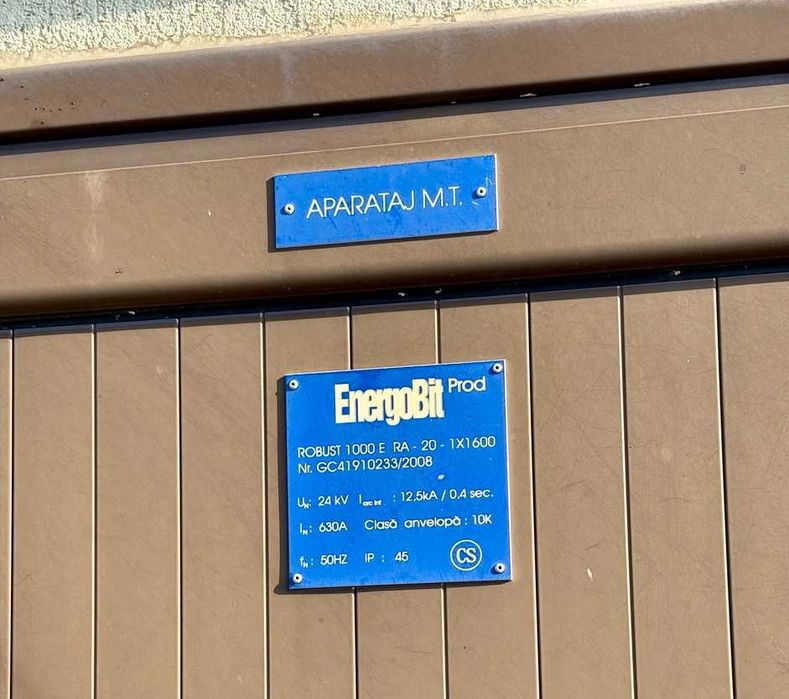 APARATAJ M.T.
EnergoBit Prod
ROBUST 1000 E RA - 20 - 1X1600
Nr. GC41910233/2008
UN: 24 kV I arc int : 12,5kA / 0,4 sec.
IN: 630A Clasă anvelopă : 10K
fN: 50HZ IP : 45
CS